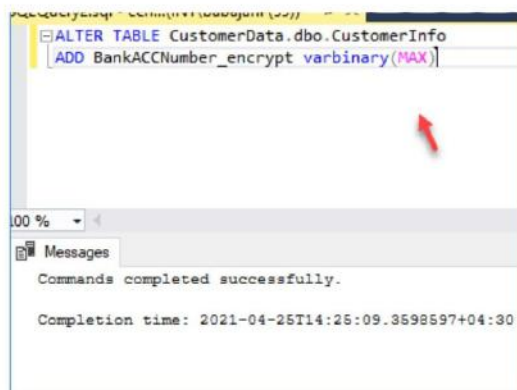 ALTER TABLE CustomerData.dbo.CustomerInfo
ADD BankACCNumber_encrypt varbinary(MAX)
100 %
Messages
Commands completed successfully.
Completion time: 2021-04-25T14:25:09.3598597+04:30